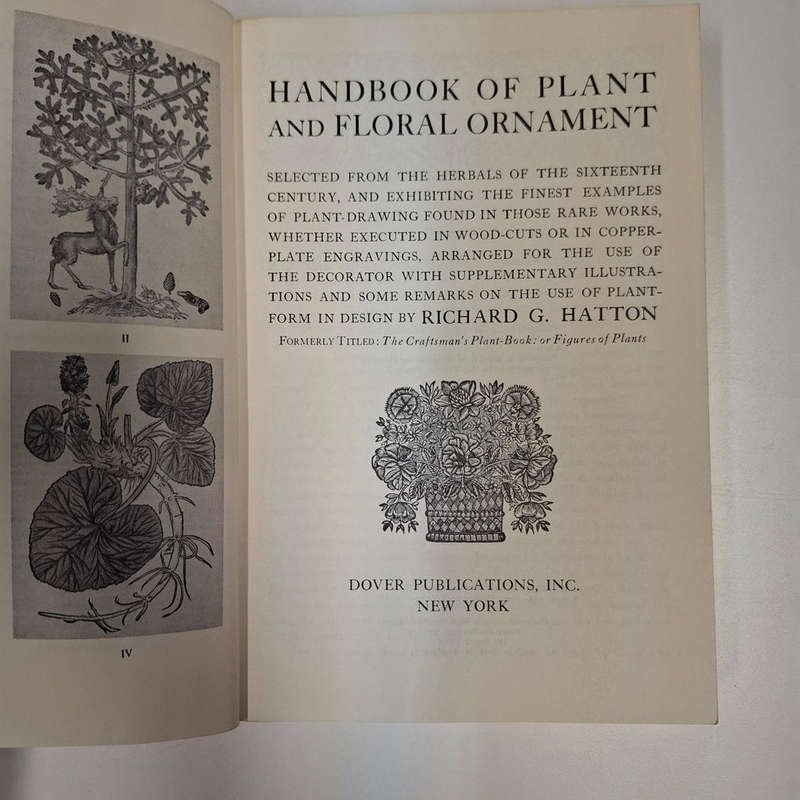 II
IV
HANDBOOK OF PLANT
AND FLORAL ORNAMENT
SELECTED FROM THE HERBALS OF THE SIXTEENTH
CENTURY, AND EXHIBITING THE FINEST EXAMPLES
OF PLANT-DRAWING FOUND IN THOSE RARE WORKS,
WHETHER EXECUTED IN WOOD-CUTS OR IN COPPER-
PLATE ENGRAVINGS, ARRANGED FOR THE USE OF
THE DECORATOR WITH SUPPLEMENTARY ILLUSTRA-
TIONS AND SOME REMARKS ON THE USE OF PLANT-
FORM IN DESIGN BY RICHARD G. HATTON
FORMERLY TITLED: The Craftsman's Plant-Book: or Figures of Plants
DOVER PUBLICATIONS, INC.
NEW YORK